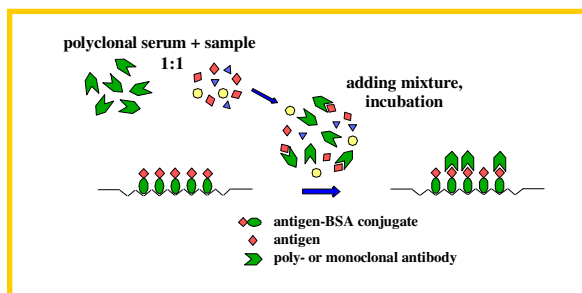 polyclonal serum + sample
1:1
adding mixture,
incubation
antigen-BSA conjugate
antigen
poly- or monoclonal antibody